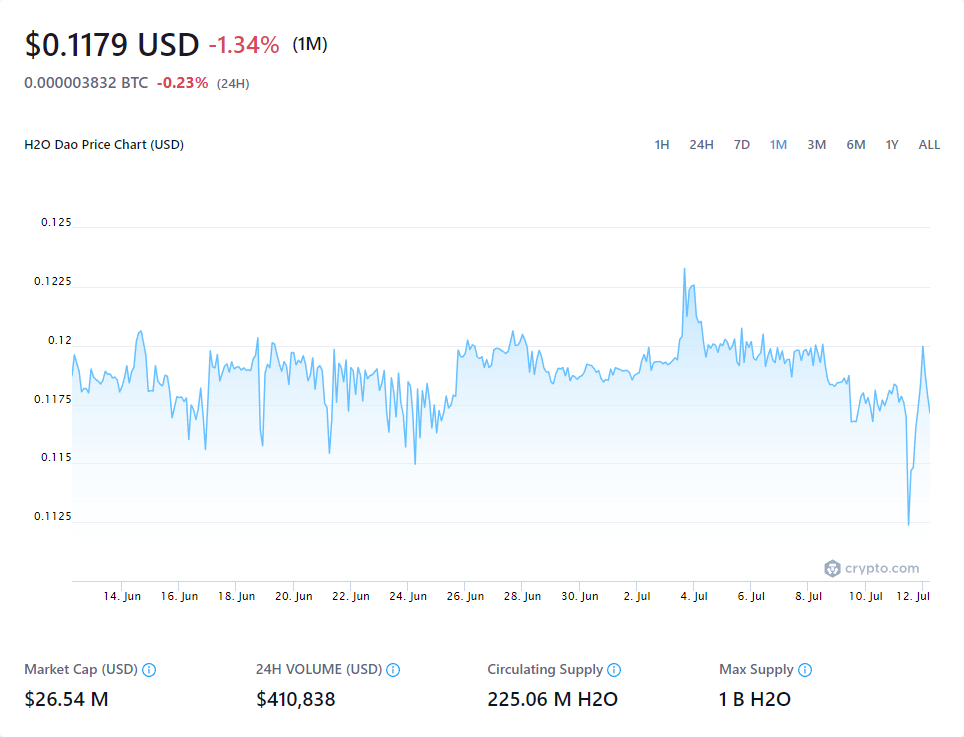 $0.1179 USD -1.34% (1M)
0.000003832 BTC -0.23% (24H)
H2O Dao Price Chart (USD) 1H 24H 7D 1M 3M 6M 1Y ALL
0.125
0.1225
0.12
0.1175
0.115
0.1125
crypto.com
14. Jun 16. Jun 18. Jun 20. Jun 22. Jun 24. Jun 26. Jun 28. Jun 30. Jun 2. Jul 4. Jul 6. Jul 8. Jul 10. Jul 12. Jul
Market Cap (USD) 24H VOLUME (USD) Circulating Supply Max Supply
$26.54 M $410,838 225.06 M H2O 1 B H2O